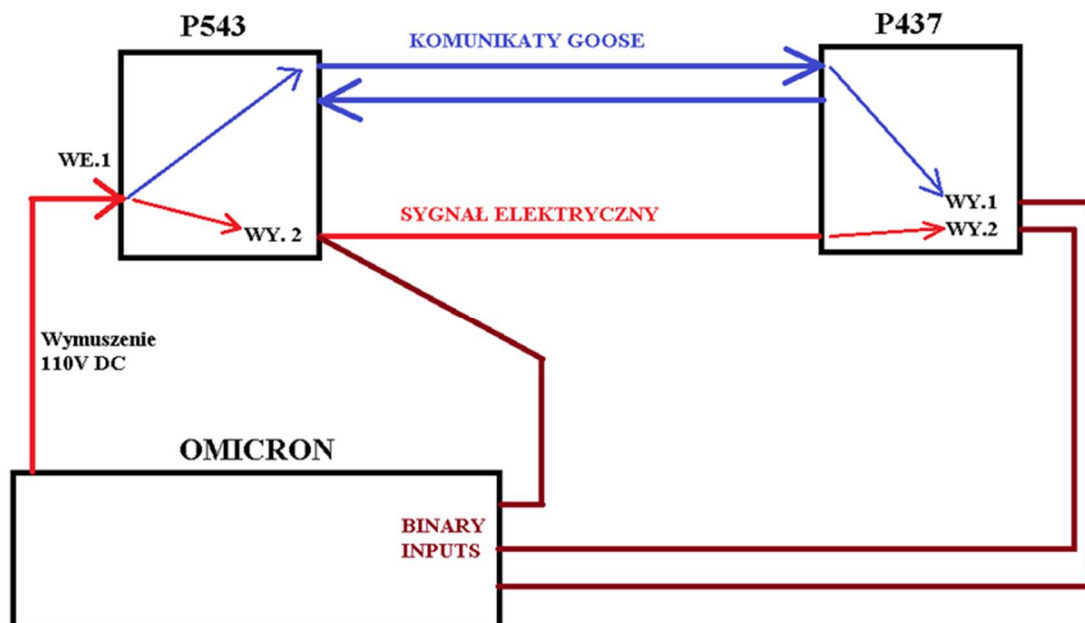 P543
P437
KOMUNIKATY GOOSE
WE.1
WY.1
SYGNAŁ ELEKTRYCZNY
WY. 2
WY.2
Wymuszenie
110V DC
OMICRON
BINARY
INPUTS